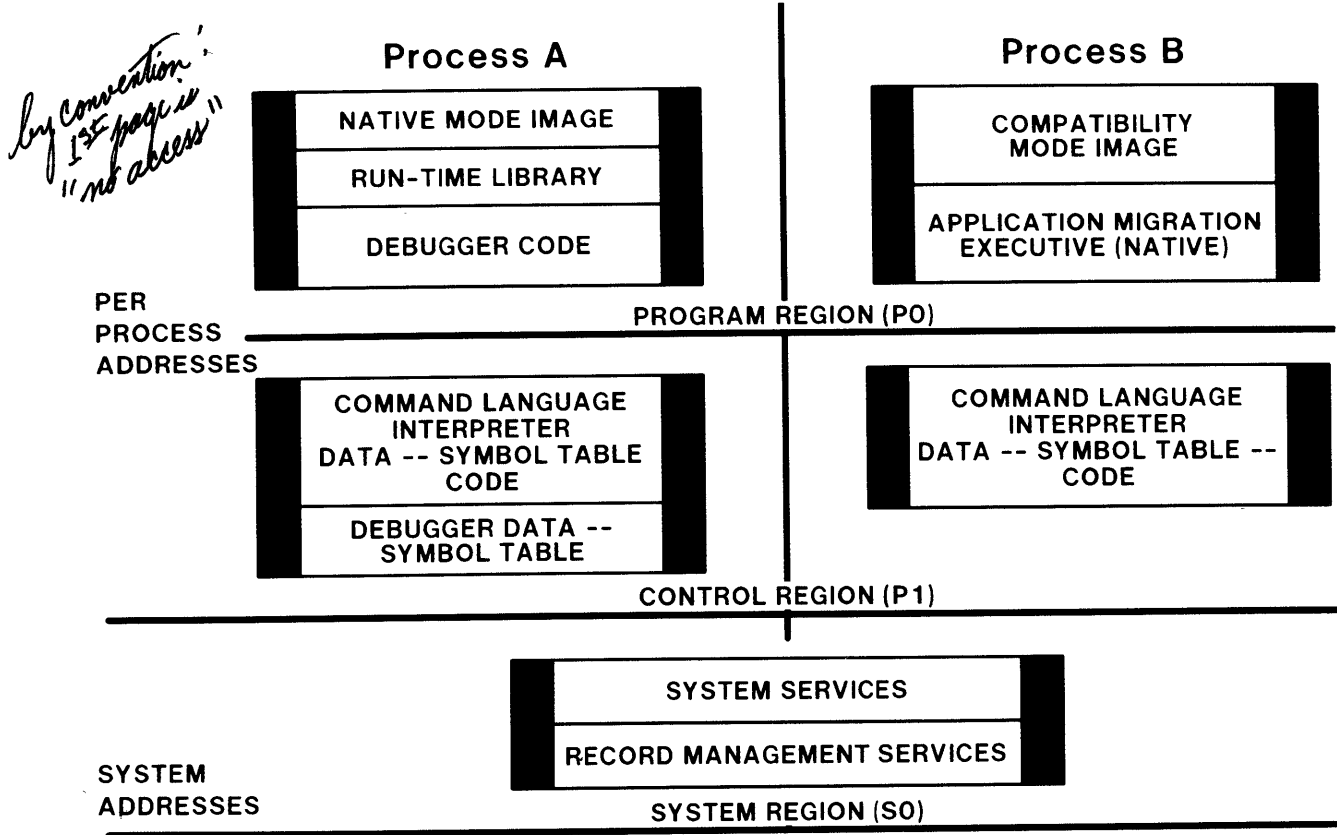 by convention:
1st page is
"no access"
Process A
NATIVE MODE IMAGE
RUN-TIME LIBRARY
DEBUGGER CODE
Process B
COMPATIBILITY
MODE IMAGE
APPLICATION MIGRATION
EXECUTIVE (NATIVE)
PER
PROCESS
ADDRESSES
PROGRAM REGION (P0)
COMMAND LANGUAGE
INTERPRETER
DATA -- SYMBOL TABLE
CODE
DEBUGGER DATA --
SYMBOL TABLE
COMMAND LANGUAGE
INTERPRETER
DATA -- SYMBOL TABLE --
CODE
CONTROL REGION (P1)
SYSTEM SERVICES
RECORD MANAGEMENT SERVICES
SYSTEM
ADDRESSES
SYSTEM REGION (S0)